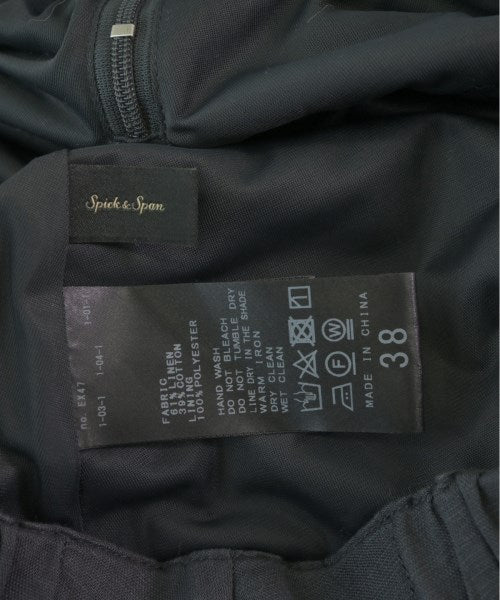 Spick & Span
no. EX47
1-03-1
1-04-1
1-01-1
FABRIC
61% LINEN
39% COTTON
LINING
100% POLYESTER
HAND WASH
DO NOT BLEACH
DO NOT TUMBLE DRY
LINE DRY IN THE SHADE
WARM IRON
DRY CLEAN
WET CLEAN
F W
MADE IN CHINA
38